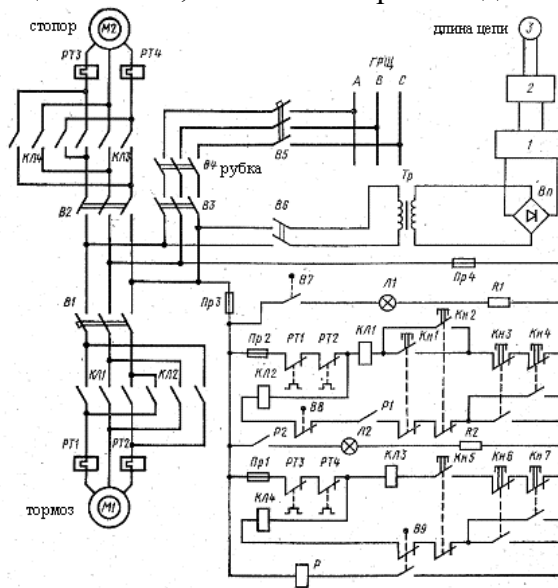 стопор
М2
длина цепи
3
РТ3
РТ4
ГРЩ
А В С
2
КЛ4
КЛ3
В4
В5
1
рубка
Тр
Вп
В2
В3
В6
Пр4
В7
Л1
R1
В1
Пр3
Кн2
Пр2
РТ1
РТ2
КЛ1
Кн1
Кн3
Кн4
КЛ1
КЛ2
КЛ2
В8
Р1
Р2
Л2
R2
РТ1
РТ2
Пр1
РТ3
РТ4
КЛ3
Кн5
Кн6
Кн7
КЛ4
М1
тормоз
В9
Р